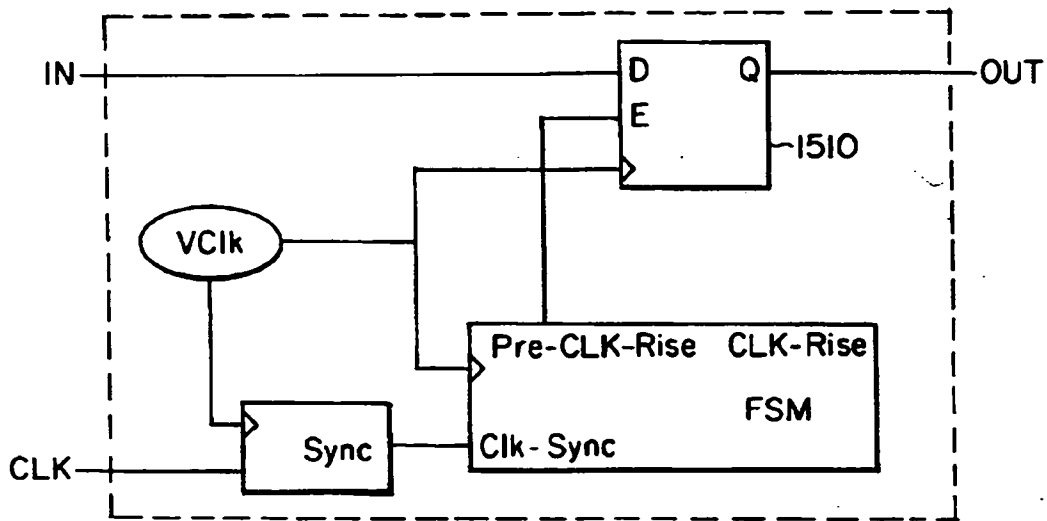 IN
D
Q
OUT
E
1510
VClk
Pre-CLK-Rise CLK-Rise
FSM
Sync
Clk-Sync
CLK